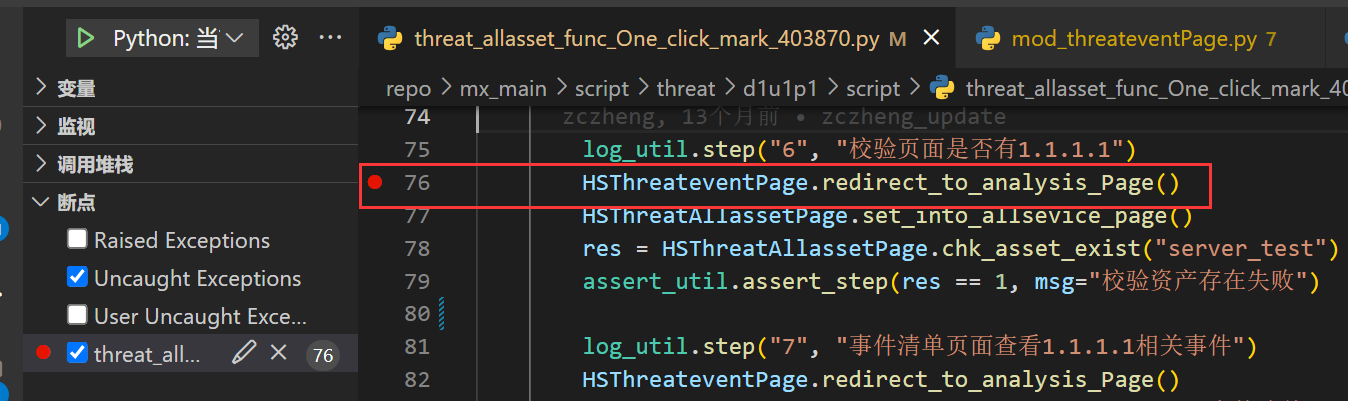 Python: 当
threat_allasset_func_One_click_mark_403870.py M
mod_threateventPage.py 7
repo > mx_main > script > threat > d1u1p1 > script > threat_allasset_func_One_click_mark_40
变量
监视
调用堆栈
断点
Raised Exceptions
Uncaught Exceptions
User Uncaught Exce...
threat_all... 76
74 zczheng, 13个月前 • zczheng_update
75 log_util.step("6", "校验页面是否有1.1.1.1")
76 HSThreateventPage.redirect_to_analysis_Page()
77 HSThreatAllassetPage.set_into_allsevice_page()
78 res = HSThreatAllassetPage.chk_asset_exist("server_test")
79 assert_util.assert_step(res == 1, msg="校验资产存在失败")
80
81 log_util.step("7", "事件清单页面查看1.1.1.1相关事件")
82 HSThreateventPage.redirect_to_analysis_Page()